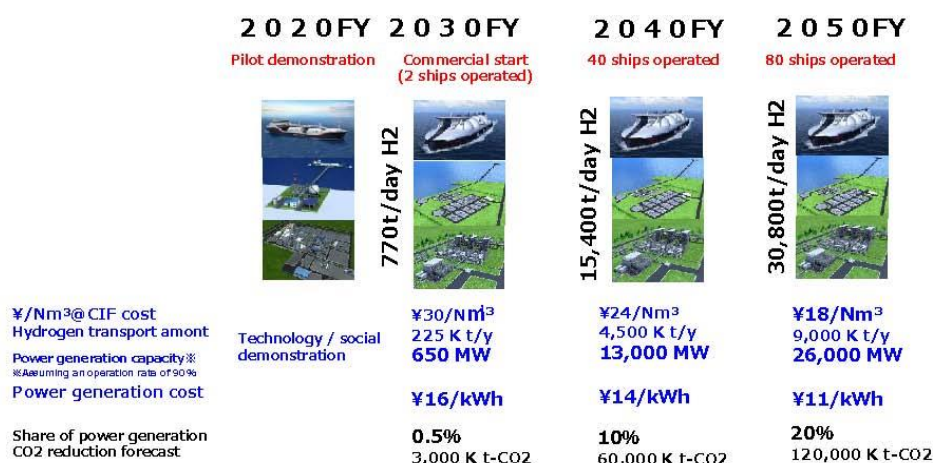 2020FY 2030FY 2040FY 2050FY
Pilot demonstration Commercial start 40 ships operated 80 ships operated
(2 ships operated)
770t/day H2
15,400t/day H2
30,800t/day H2
¥/Nm³@CIF cost ¥30/Nm³ ¥24/Nm³ ¥18/Nm³
Hydrogen transport amont 225 K t/y 4,500 K t/y 9,000 K t/y
Technology / social
demonstration
Power generation capacity※ 650 MW 13,000 MW 26,000 MW
※Assuming an operation rate of 90%
Power generation cost ¥16/kWh ¥14/kWh ¥11/kWh
Share of power generation 0.5% 10% 20%
CO2 reduction forecast 3,000 K t-CO2 60,000 K t-CO2 120,000 K t-CO2